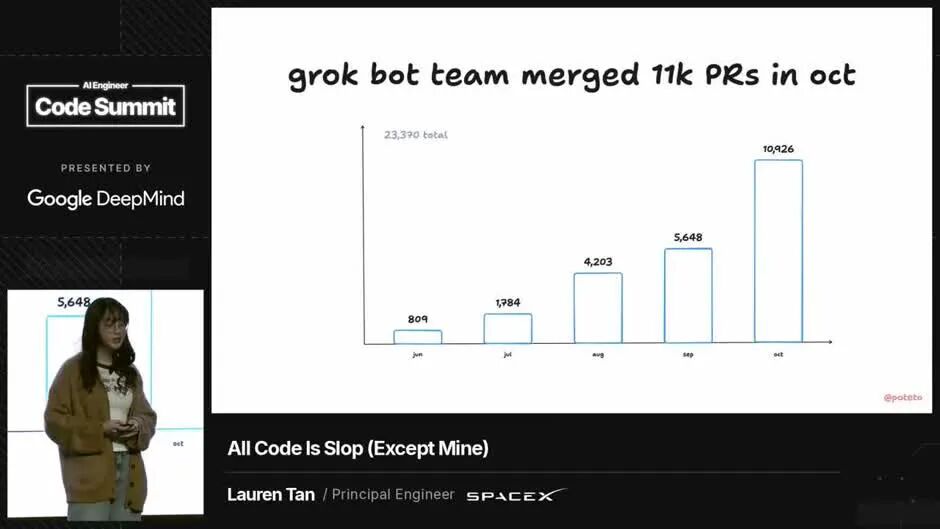 AI Engineer
Code Summit
PRESENTED BY
Google DeepMind
grok bot team merged 11k PRs in oct
23,370 total
809
1,784
4,203
5,648
10,926
jun
jul
aug
sep
oct
@poteto
5,648
oct
All Code Is Slop (Except Mine)
Lauren Tan / Principal Engineer SPACEX